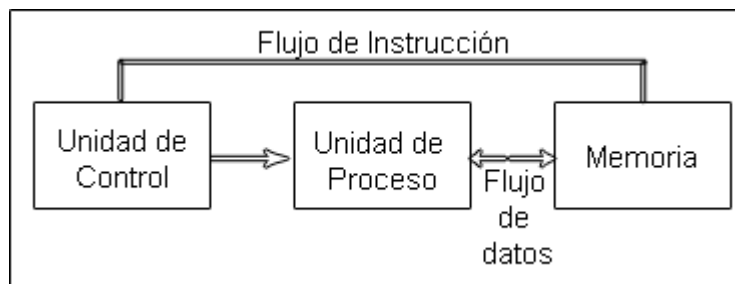 Flujo de Instrucción
Unidad de
Control
Unidad de
Proceso
Memoria
Flujo
de
datos